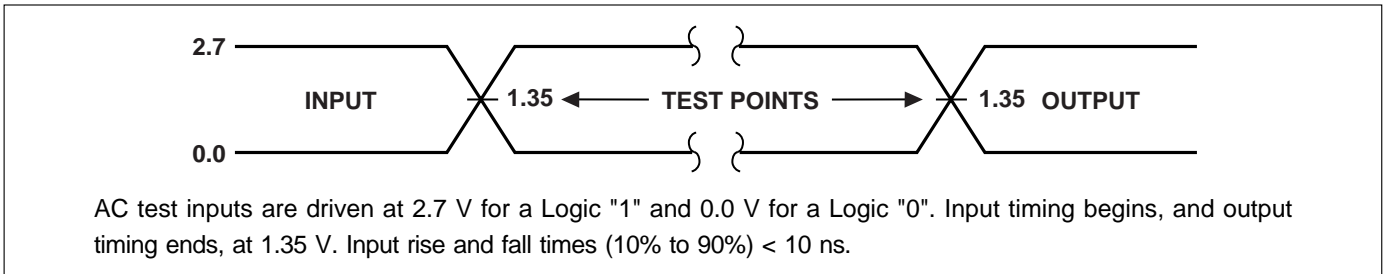 2.7
INPUT 1.35 TEST POINTS 1.35 OUTPUT
0.0
AC test inputs are driven at 2.7 V for a Logic "1" and 0.0 V for a Logic "0". Input timing begins, and output
timing ends, at 1.35 V. Input rise and fall times (10% to 90%) < 10 ns.